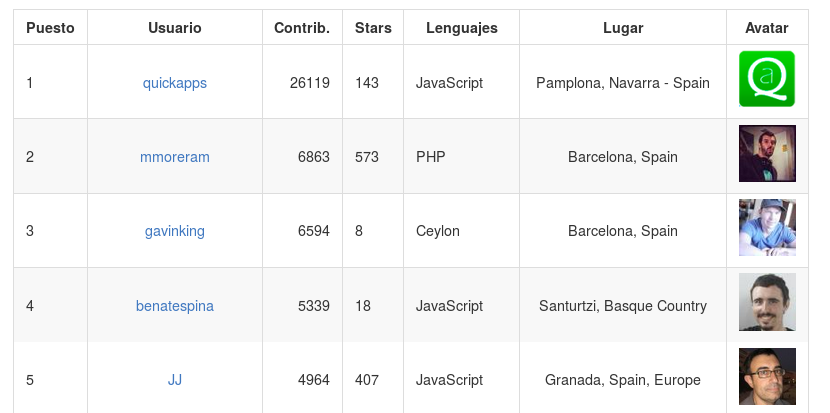 Puesto Usuario Contrib. Stars Lenguajes Lugar Avatar
1 quickapps 26119 143 JavaScript Pamplona, Navarra - Spain Qa
2 mmoreram 6863 573 PHP Barcelona, Spain
3 gavinking 6594 8 Ceylon Barcelona, Spain
4 benatespina 5339 18 JavaScript Santurtzi, Basque Country
5 JJ 4964 407 JavaScript Granada, Spain, Europe